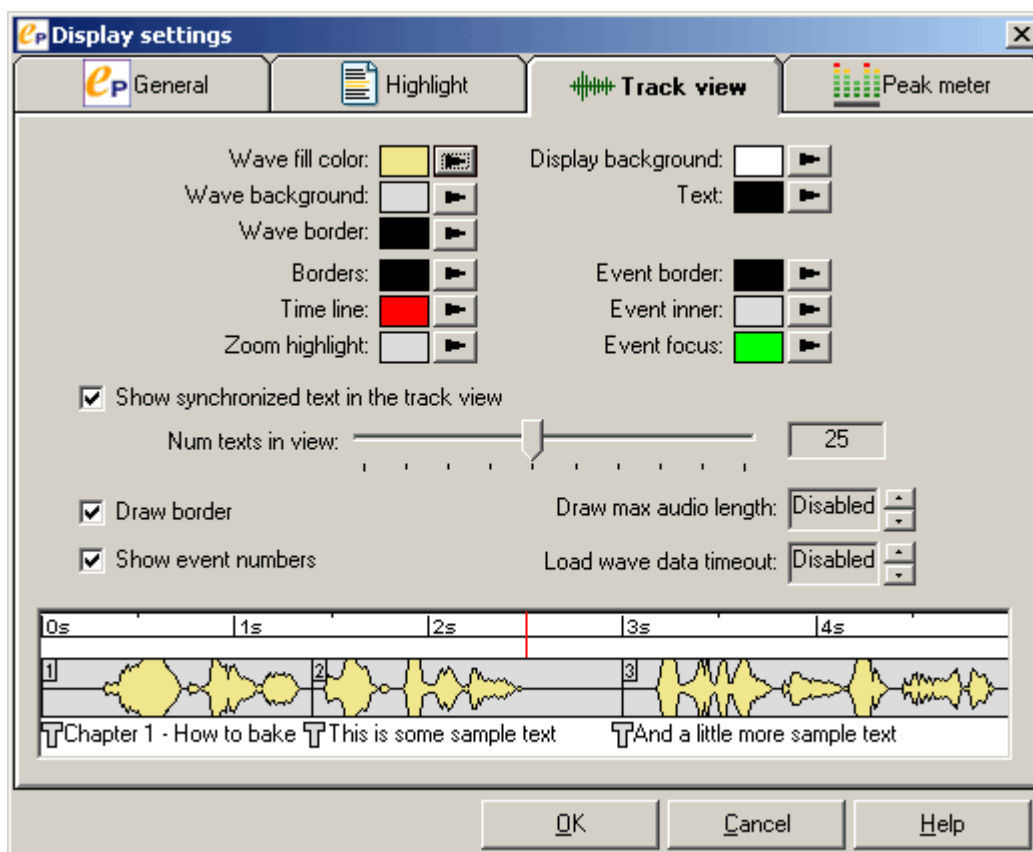 eP Display settings
eP General Highlight Track view Peak meter
Wave fill color: Display background:
Wave background: Text:
Wave border:
Borders: Event border:
Time line: Event inner:
Zoom highlight: Event focus:
Show synchronized text in the track view
Num texts in view: 25
Draw border Draw max audio length: Disabled
Show event numbers Load wave data timeout: Disabled
0s 1s 2s 3s 4s
1 2 3
T Chapter 1 - How to bake T This is some sample text T And a little more sample text
OK Cancel Help